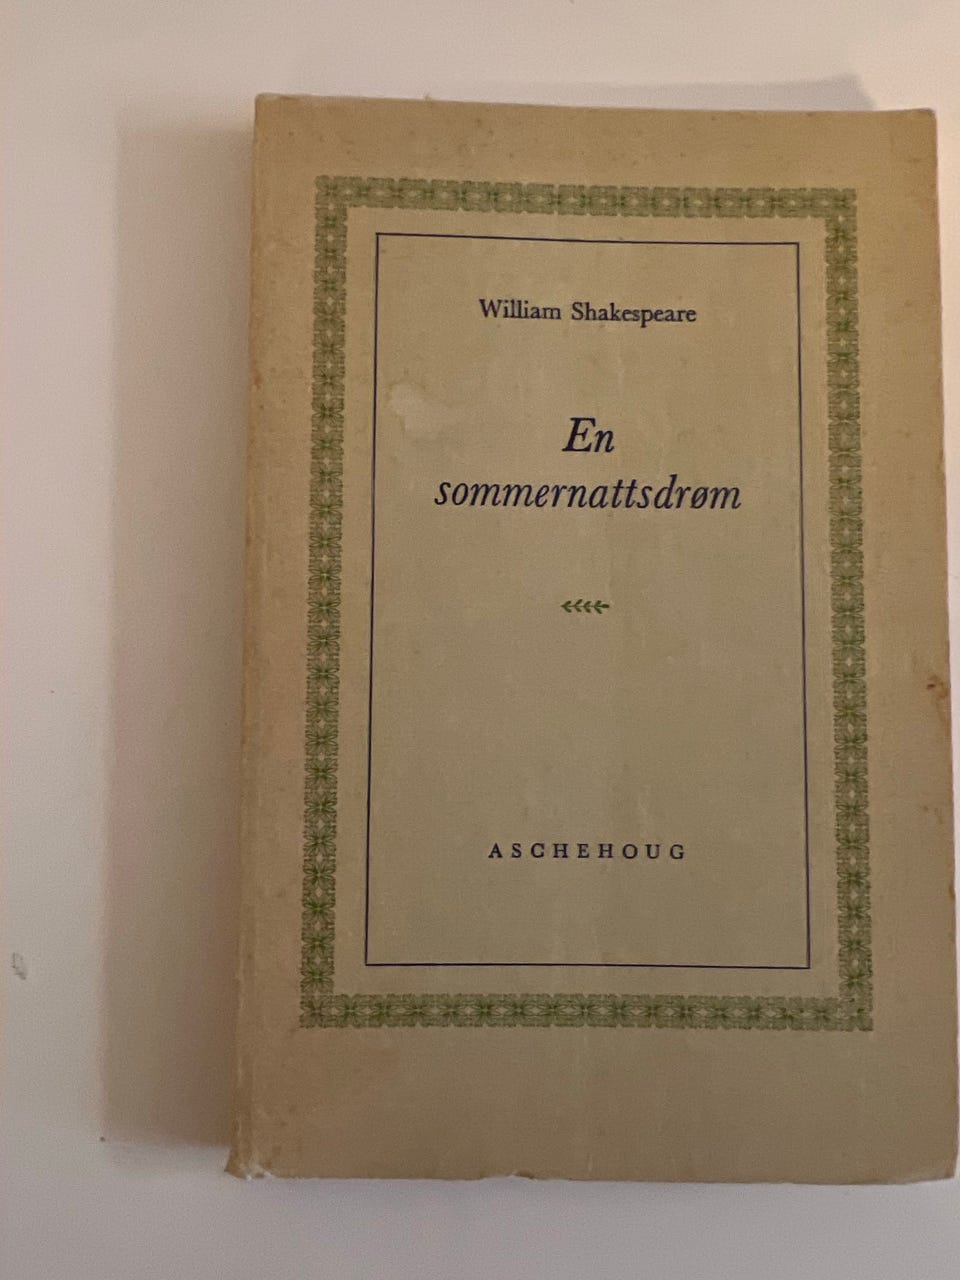 William Shakespeare
En
sommernattsdrøm
ASCHEHOUG